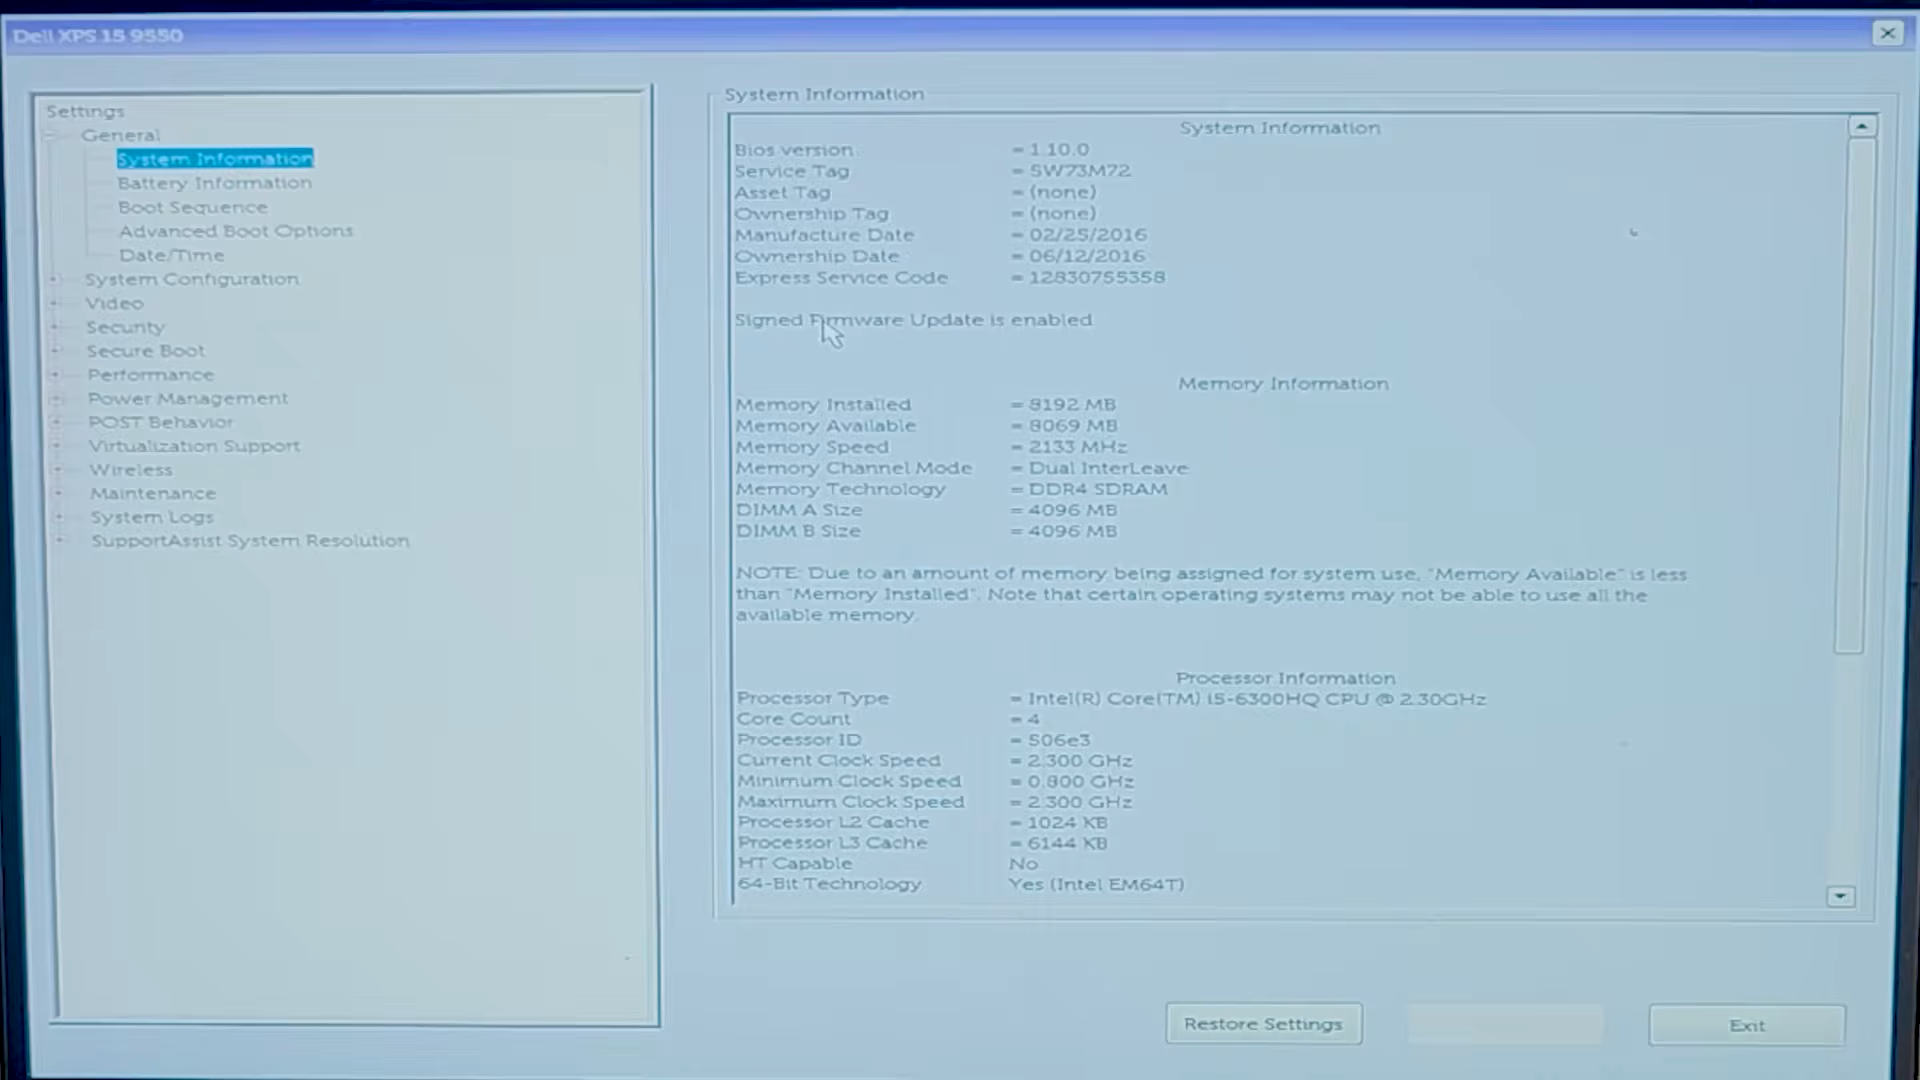 Dell XPS 15 9550
Settings
General
System Information
Battery Information
Boot Sequence
Advanced Boot Options
Date/Time
System Configuration
Video
Security
Secure Boot
Performance
Power Management
POST Behavior
Virtualization Support
Wireless
Maintenance
System Logs
SupportAssist System Resolution
System Information
System Information
Bios version = 1.10.0
Service Tag = 5W73M72
Asset Tag = (none)
Ownership Tag = (none)
Manufacture Date = 02/25/2016
Ownership Date = 06/12/2016
Express Service Code = 12830755358
Signed Firmware Update is enabled
Memory Information
Memory Installed = 8192 MB
Memory Available = 8069 MB
Memory Speed = 2133 MHz
Memory Channel Mode = Dual InterLeave
Memory Technology = DDR4 SDRAM
DIMM A Size = 4096 MB
DIMM B Size = 4096 MB
NOTE: Due to an amount of memory being assigned for system use, "Memory Available" is less
than "Memory Installed". Note that certain operating systems may not be able to use all the
available memory.
Processor Information
Processor Type = Intel(R) Core(TM) i5-6300HQ CPU @ 2.30GHz
Core Count = 4
Processor ID = 506e3
Current Clock Speed = 2.300 GHz
Minimum Clock Speed = 0.800 GHz
Maximum Clock Speed = 2.300 GHz
Processor L2 Cache = 1024 KB
Processor L3 Cache = 6144 KB
HT Capable No
64-Bit Technology Yes (Intel EM64T)
Restore Settings
Exit